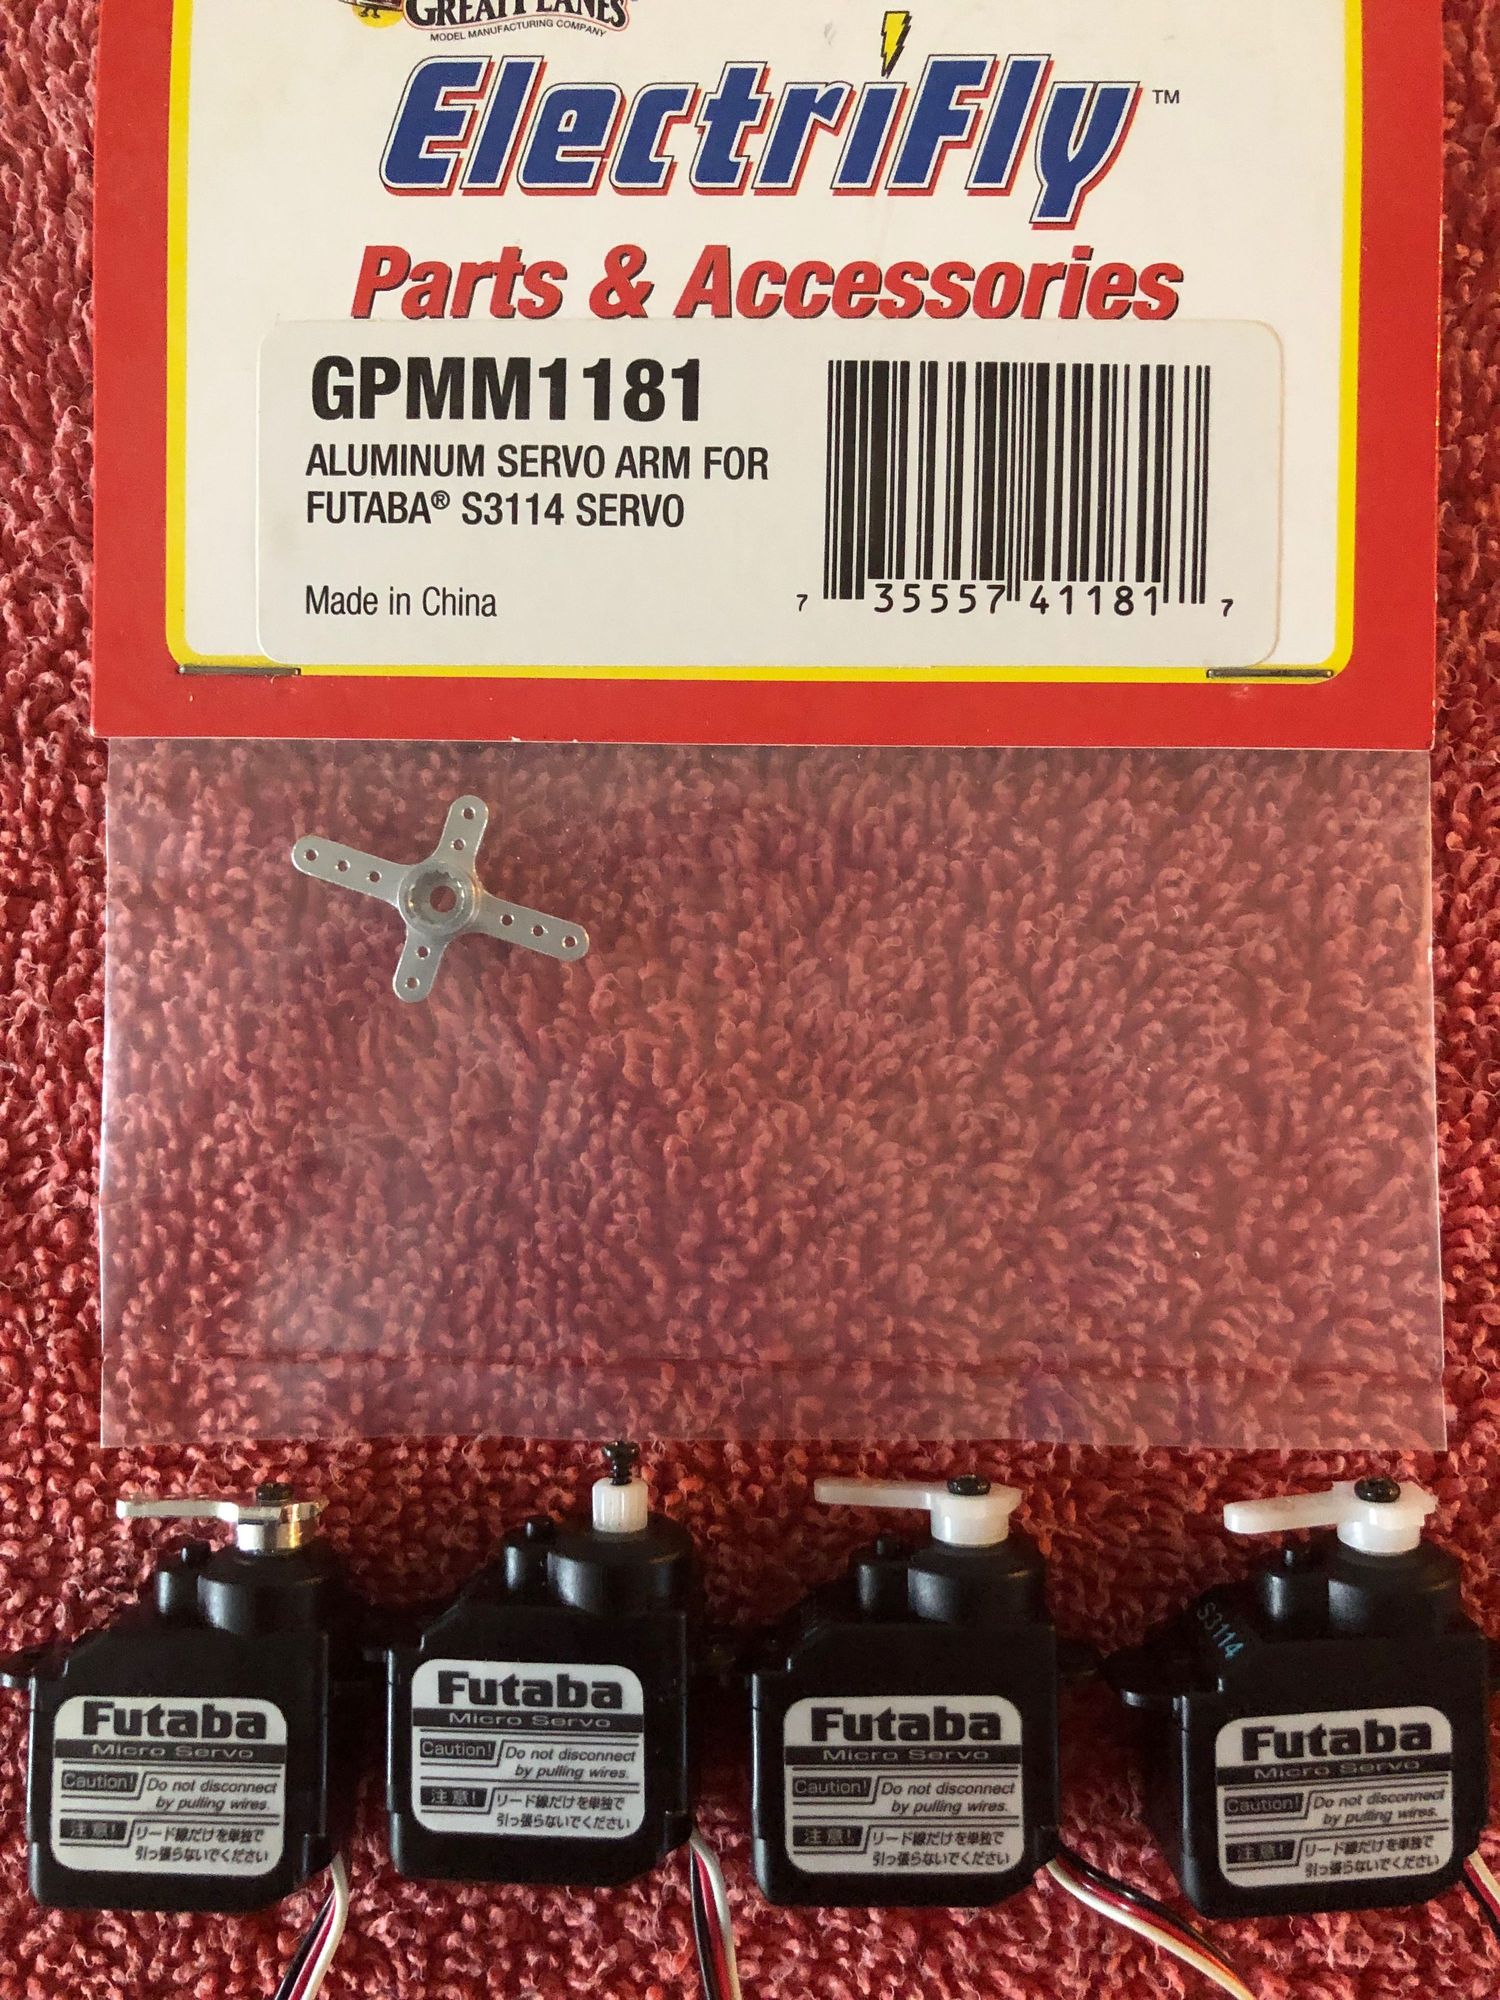 GREAT PLANES
MODEL MANUFACTURING COMPANY
ElectriFly™
Parts & Accessories
GPMM1181
ALUMINUM SERVO ARM FOR
FUTABA® S3114 SERVO
Made in China
7 35557 41181 7
Futaba
Micro Servo
Caution! Do not disconnect
by pulling wires.
注意! リード線だけを単独で
引っ張らないでください
Futaba
Micro Servo
Caution! Do not disconnect
by pulling wires.
注意! リード線だけを単独で
引っ張らないでください
Futaba
Micro Servo
Caution! Do not disconnect
by pulling wires.
注意! リード線だけを単独で
引っ張らないでください
S3114
Futaba
Micro Servo
Caution! Do not disconnect
by pulling wires.
注意! リード線だけを単独で
引っ張らないでください